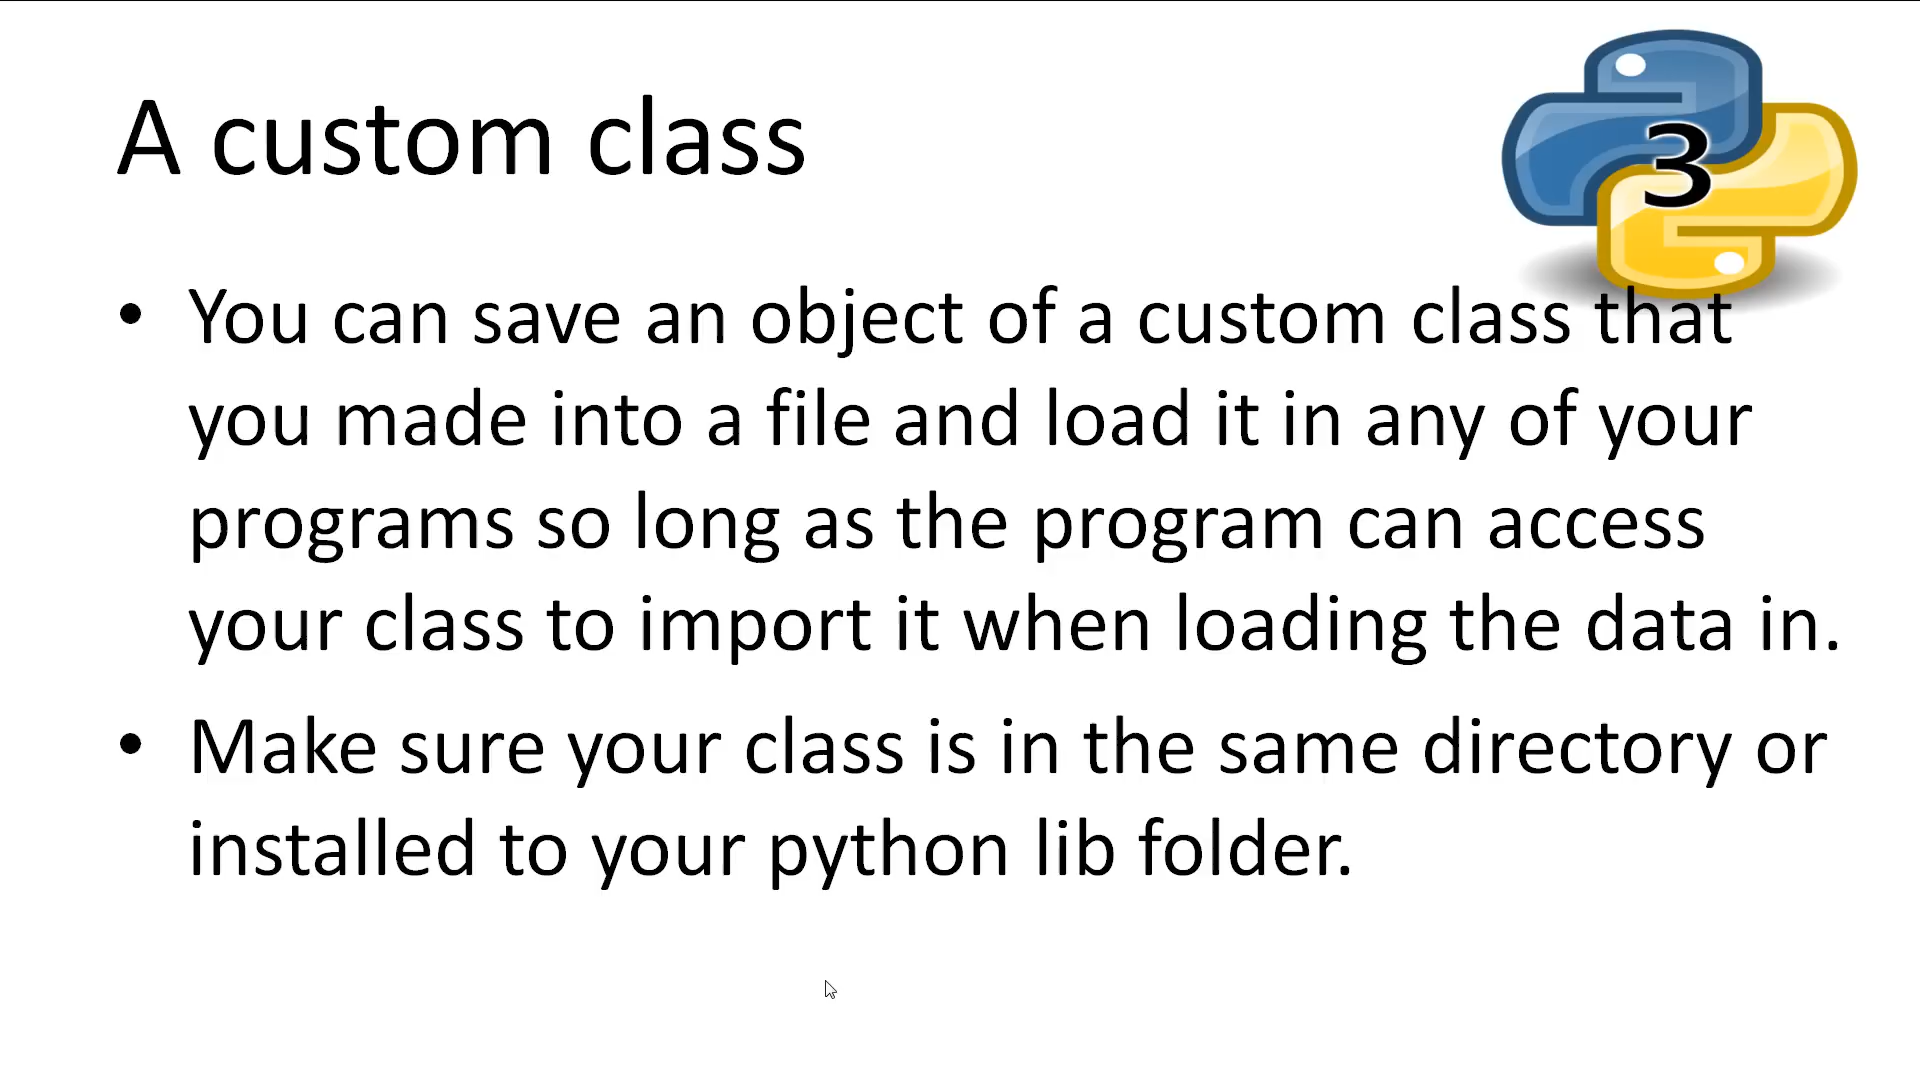 A custom class
3
• You can save an object of a custom class that
you made into a file and load it in any of your
programs so long as the program can access
your class to import it when loading the data in.
• Make sure your class is in the same directory or
installed to your python lib folder.